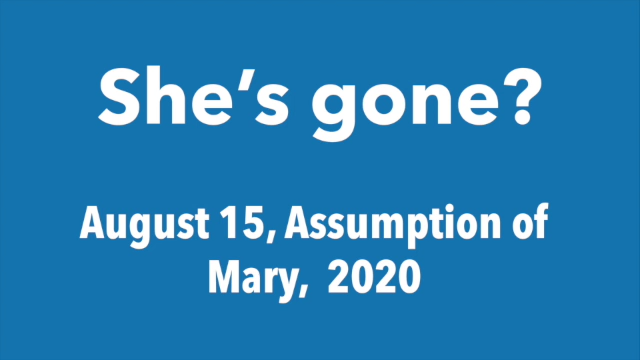 She’s gone?
August 15, Assumption of
Mary,  2020